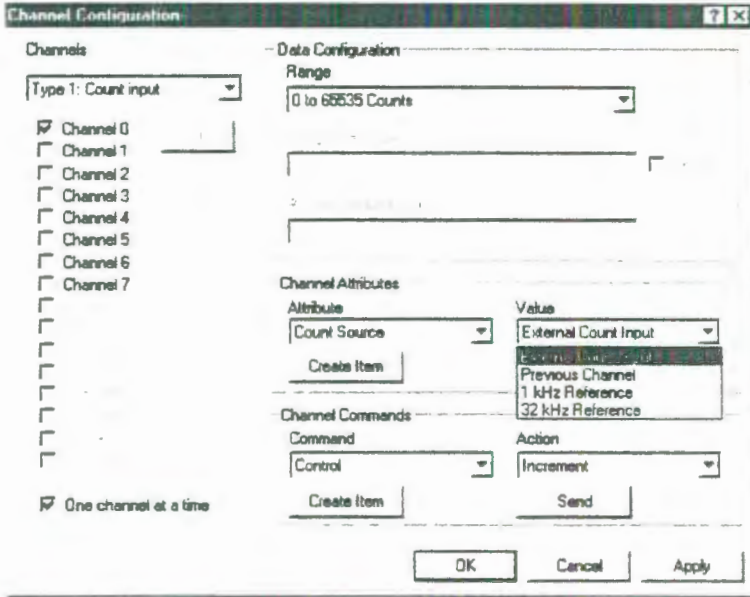 Channel Configuration
Channels
Type 1: Count input
Channel 0
Channel 1
Channel 2
Channel 3
Channel 4
Channel 5
Channel 6
Channel 7
One channel at a time
Data Configuration
Range
0 to 65535 Counts
Channel Attributes
Attribute
Value
Count Source
External Count Input
Create Item
External Count Input
Previous Channel
1 kHz Reference
32 kHz Reference
Channel Commands
Command
Action
Control
Increment
Create Item
Send
OK
Cancel
Apply